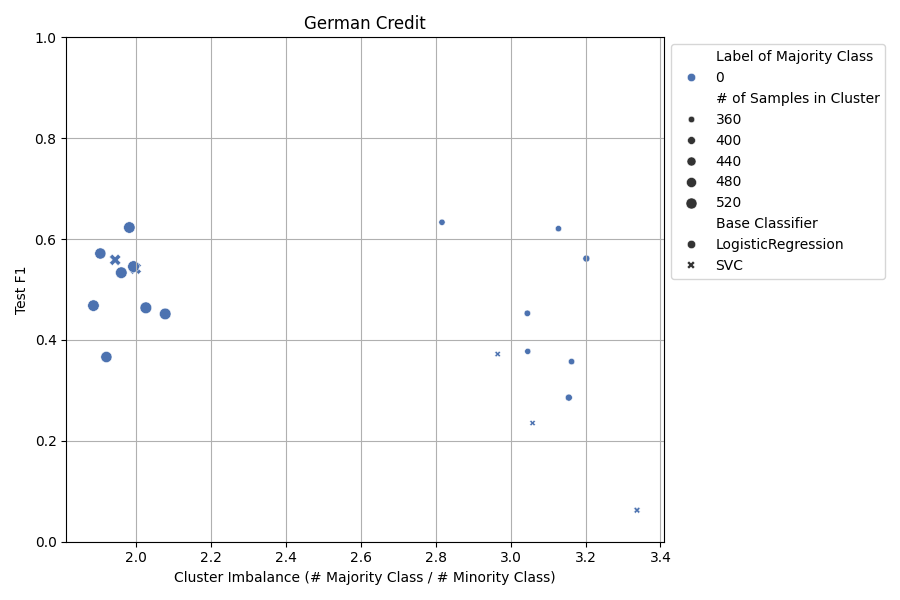 German Credit
1.0
0.8
0.6
0.4
0.2
0.0
Test F1
2.0 2.2 2.4 2.6 2.8 3.0 3.2 3.4
Cluster Imbalance (# Majority Class / # Minority Class)
Label of Majority Class
0
# of Samples in Cluster
360
400
440
480
520
Base Classifier
LogisticRegression
SVC